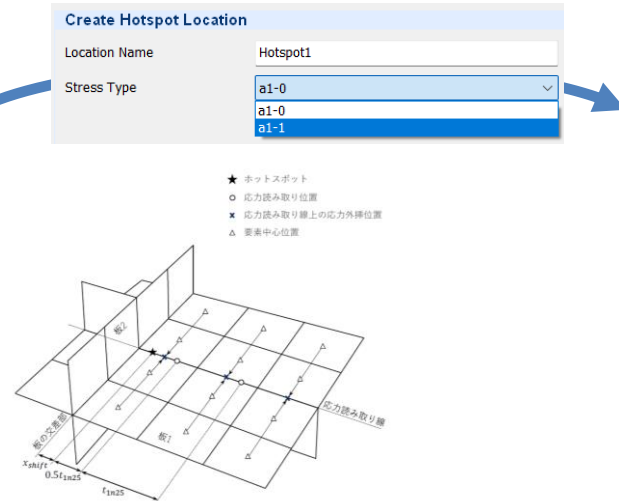 Create Hotspot Location
Location Name
Hotspot1
Stress Type
a1-0
a1-0
a1-1
★ ホットスポット
○ 応力読み取り位置
× 応力読み取り線上の応力外挿位置
△ 要素中心位置
板2
板1
応力読み取り線
板の交差部
xshift
0.5t1n25
t1n25